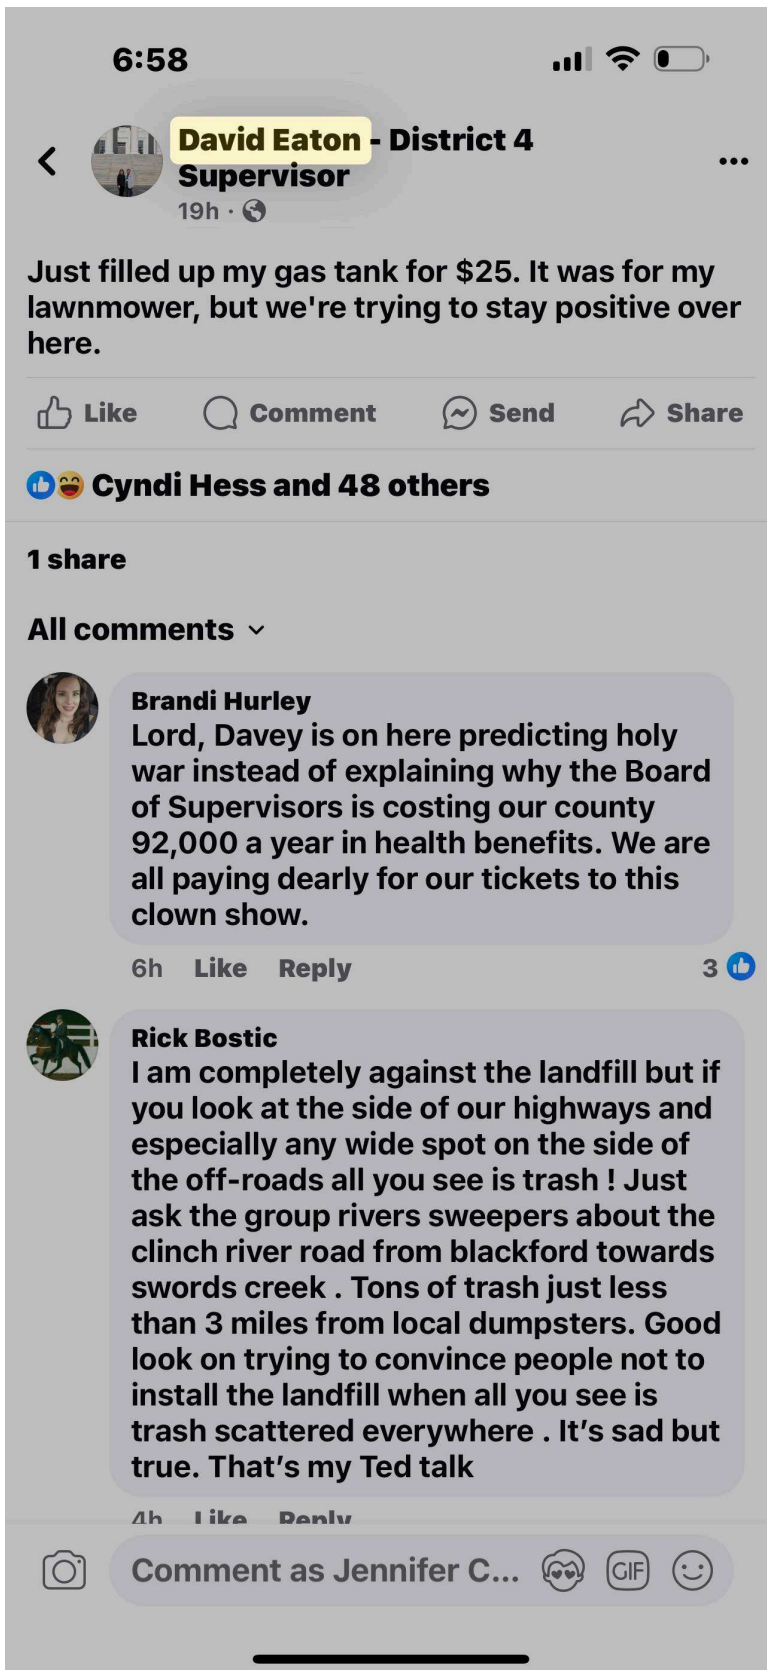 6:58
David Eaton - District 4
Supervisor
19h ·
Just filled up my gas tank for $25. It was for my
lawnmower, but we're trying to stay positive over
here.
Like Comment Send Share
Cyndi Hess and 48 others
1 share
All comments
Brandi Hurley
Lord, Davey is on here predicting holy
war instead of explaining why the Board
of Supervisors is costing our county
92,000 a year in health benefits. We are
all paying dearly for our tickets to this
clown show.
6h Like Reply 3
Rick Bostic
I am completely against the landfill but if
you look at the side of our highways and
especially any wide spot on the side of
the off-roads all you see is trash ! Just
ask the group rivers sweepers about the
clinch river road from blackford towards
swords creek . Tons of trash just less
than 3 miles from local dumpsters. Good
look on trying to convince people not to
install the landfill when all you see is
trash scattered everywhere . It’s sad but
true. That’s my Ted talk
4h Like Reply
Comment as Jennifer C... GIF